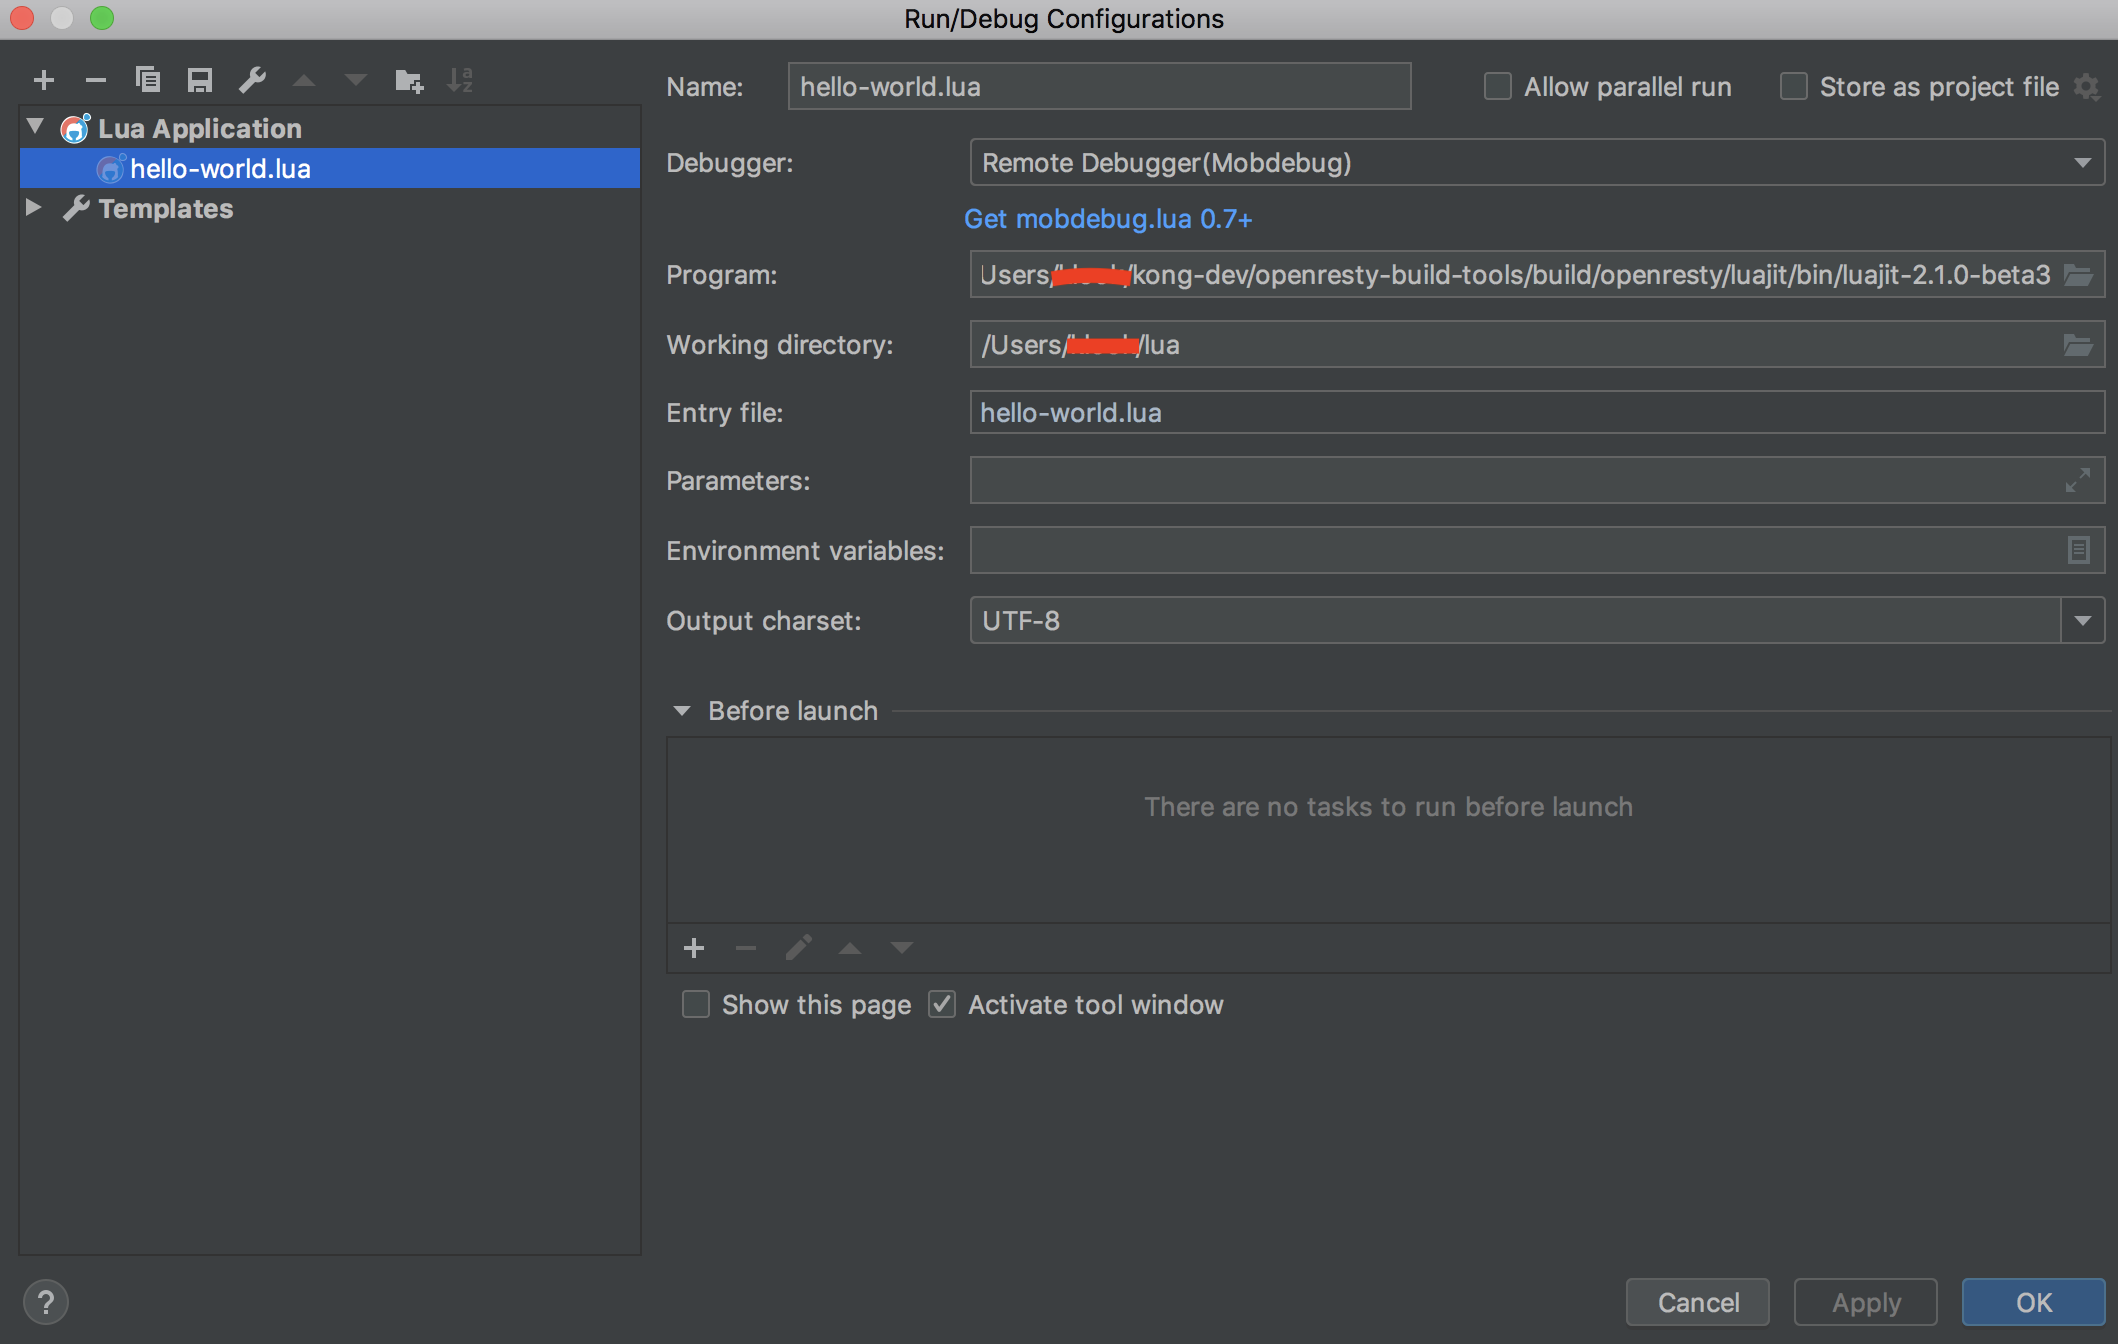 Run/Debug Configurations
Name: hello-world.lua Allow parallel run Store as project file
Lua Application
hello-world.lua
Templates
Debugger: Remote Debugger(Mobdebug)
Get mobdebug.lua 0.7+
Program: Users/ /kong-dev/openresty-build-tools/build/openresty/luajit/bin/luajit-2.1.0-beta3
Working directory: /Users/ /lua
Entry file: hello-world.lua
Parameters:
Environment variables:
Output charset: UTF-8
Before launch
There are no tasks to run before launch
Show this page Activate tool window
? Cancel Apply OK